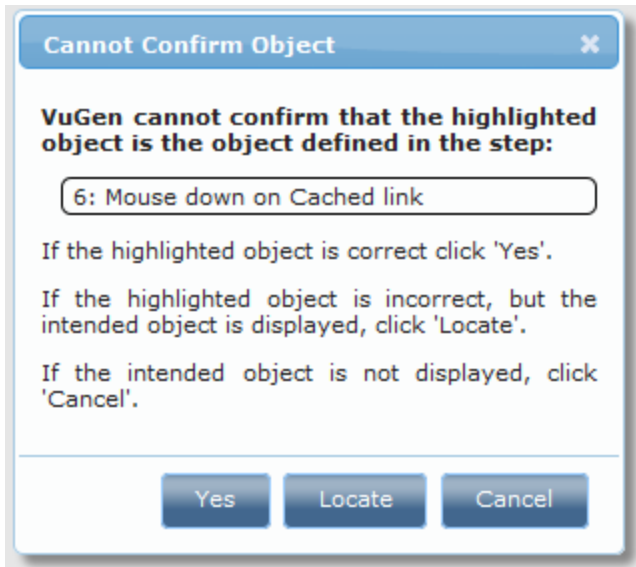 Cannot Confirm Object
VuGen cannot confirm that the highlighted
object is the object defined in the step:
6: Mouse down on Cached link
If the highlighted object is correct click 'Yes'.
If the highlighted object is incorrect, but the
intended object is displayed, click 'Locate'.
If the intended object is not displayed, click
'Cancel'.
Yes Locate Cancel